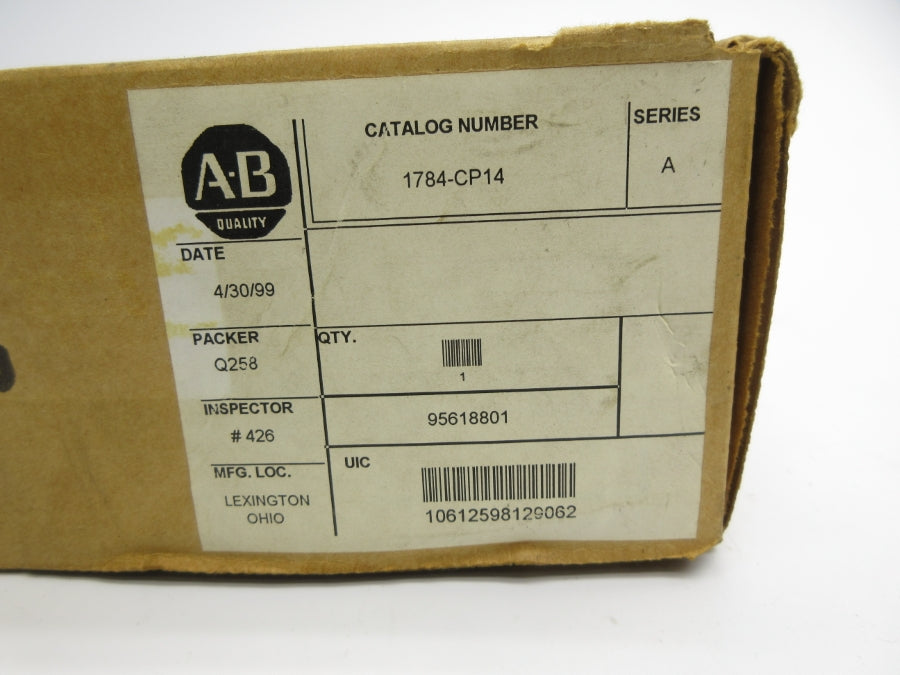 A·B
QUALITY
CATALOG NUMBER
1784-CP14
SERIES
A
DATE
4/30/99
PACKER
Q258
QTY.
1
INSPECTOR
# 426
95618801
MFG. LOC.
LEXINGTON
OHIO
UIC
10612598129062